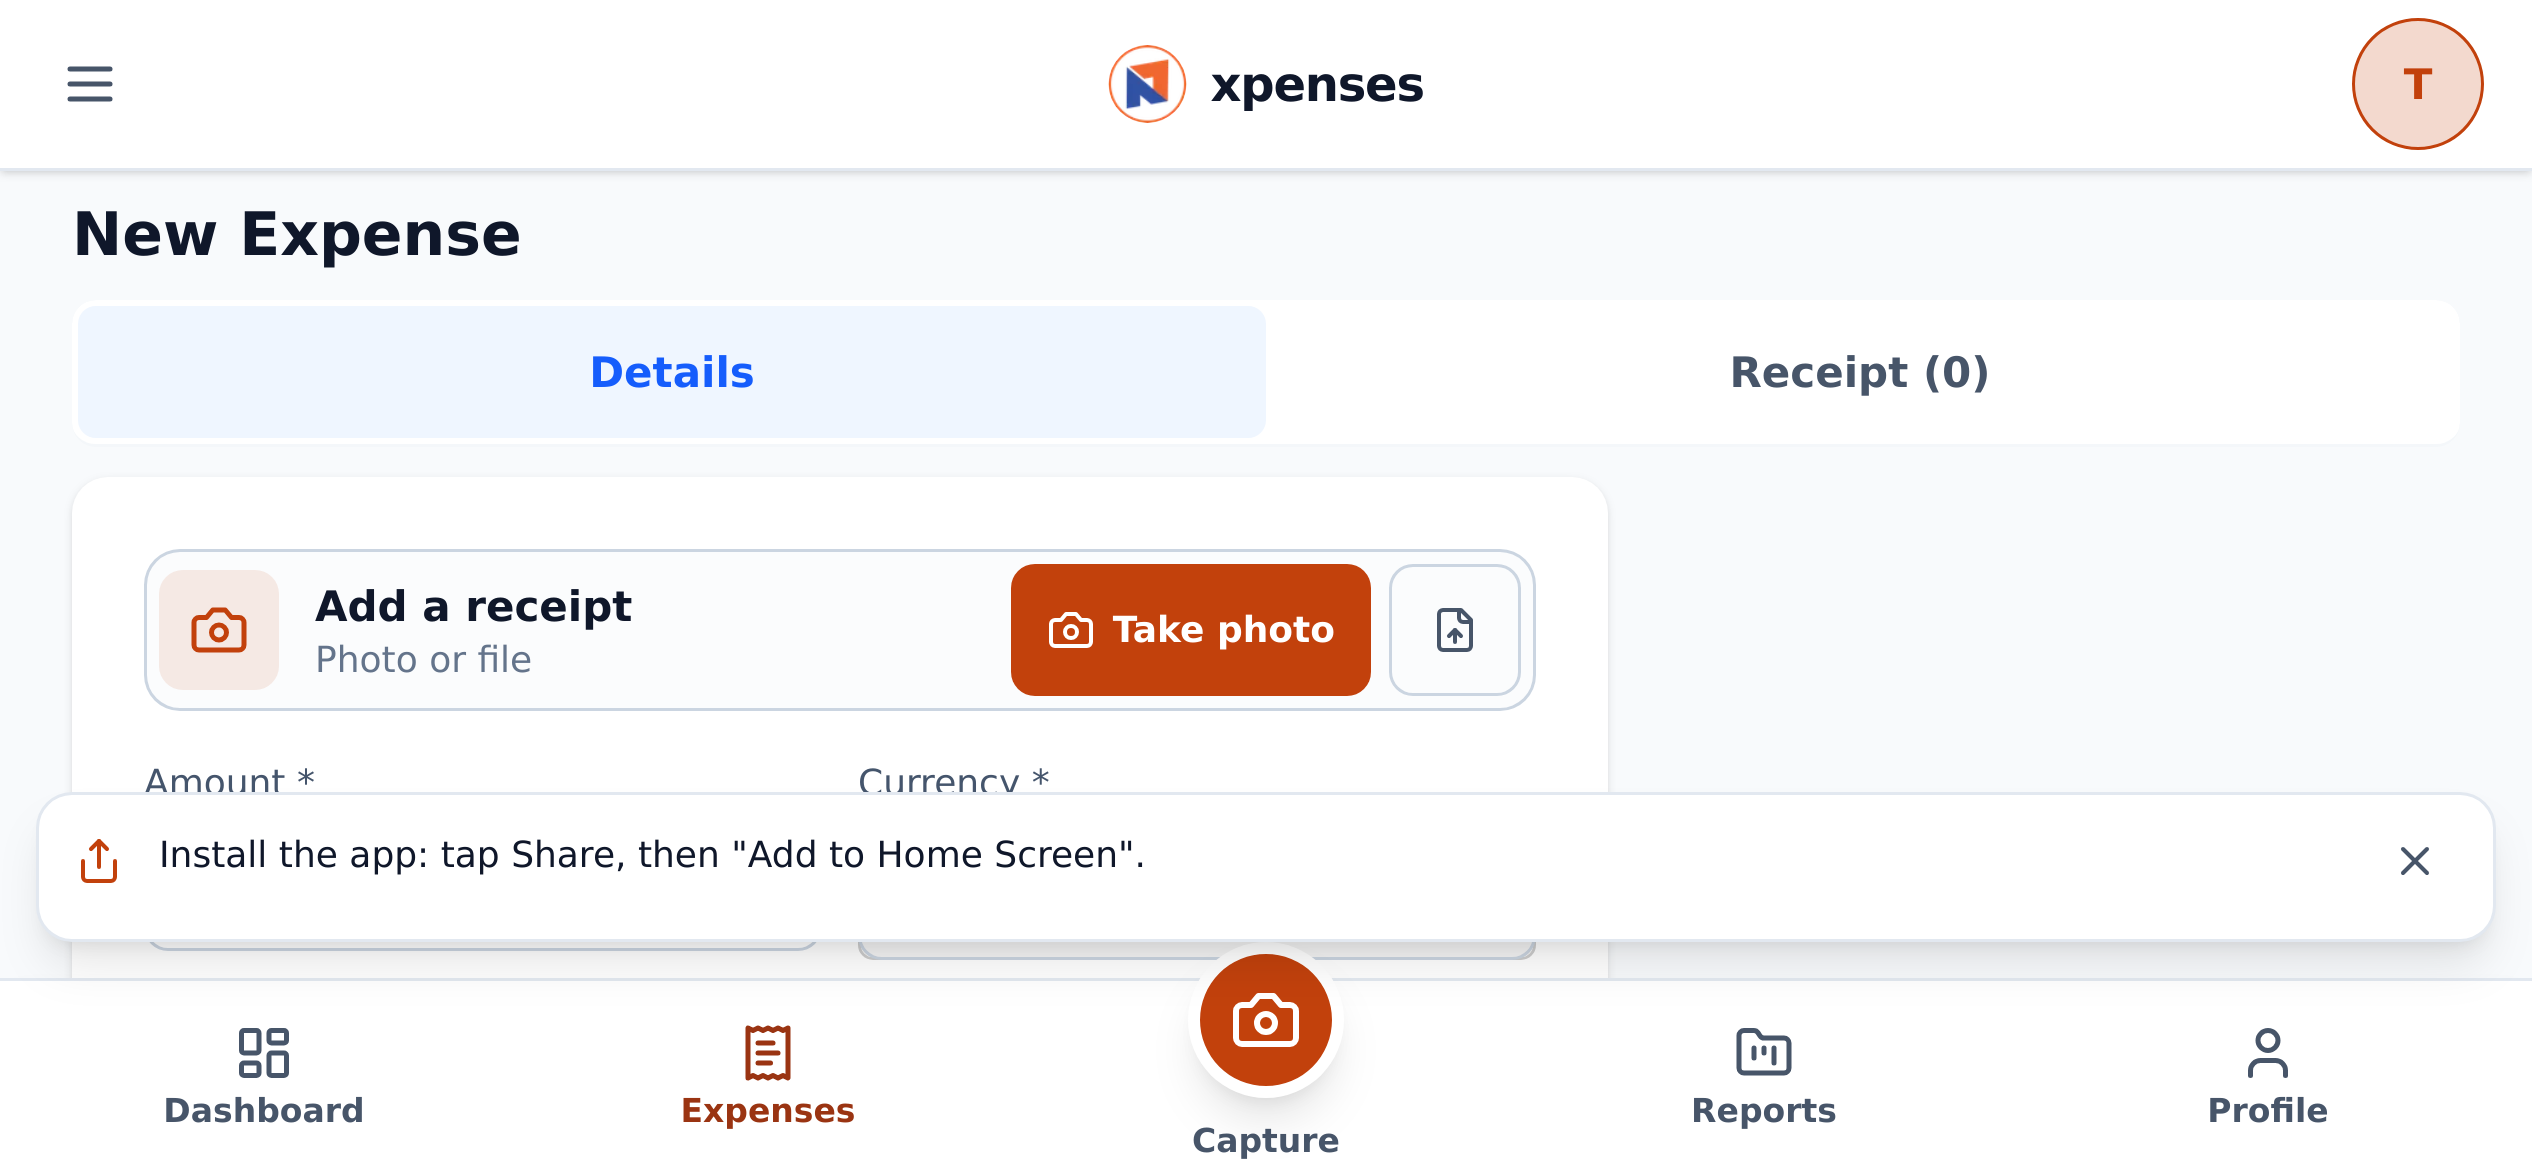 xpenses
T
New Expense
Details
Receipt (0)
Add a receipt
Photo or file
Take photo
Amount *
Currency *
Install the app: tap Share, then "Add to Home Screen".
Dashboard
Expenses
Capture
Reports
Profile